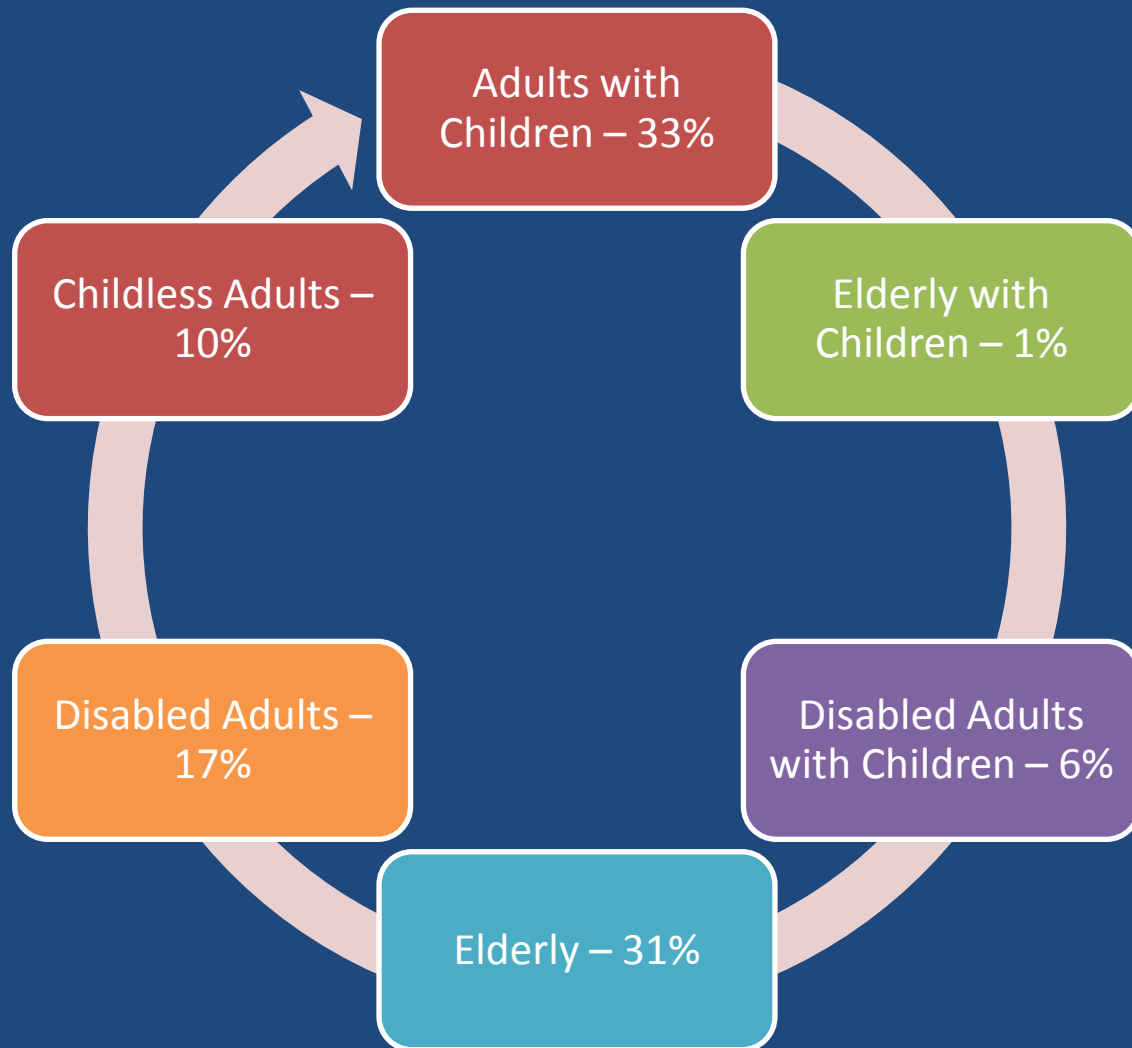 Adults with
Children – 33%
Elderly with
Children – 1%
Disabled Adults
with Children – 6%
Elderly – 31%
Disabled Adults –
17%
Childless Adults –
10%